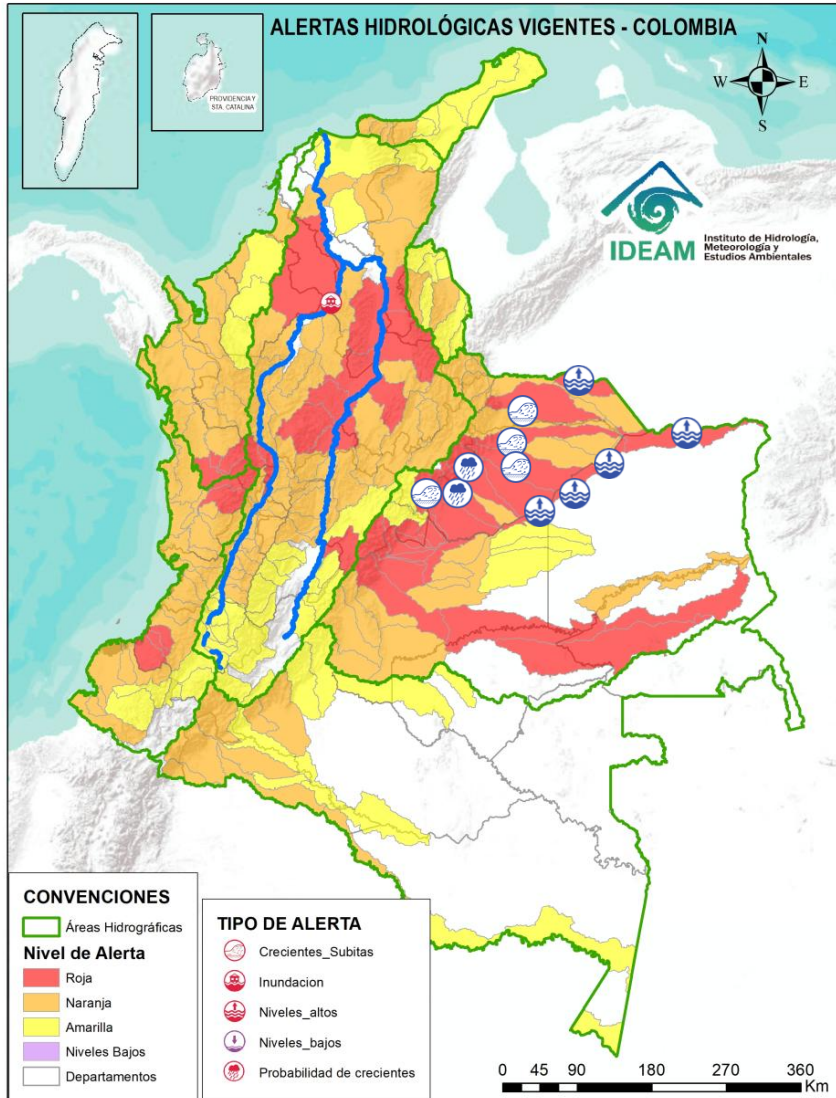 ALERTAS HIDROLÓGICAS VIGENTES - COLOMBIA
N
W
E
S
PROVIDENCIA Y
STA. CATALINA
IDEAM
Instituto de Hidrología,
Meteorología y
Estudios Ambientales
CONVENCIONES
Áreas Hidrográficas
Nivel de Alerta
Roja
Naranja
Amarilla
Niveles Bajos
Departamentos
TIPO DE ALERTA
Crecientes_Subitas
Inundacion
Niveles_altos
Niveles_bajos
Probabilidad de crecientes
0 45 90 180 270 360
Km